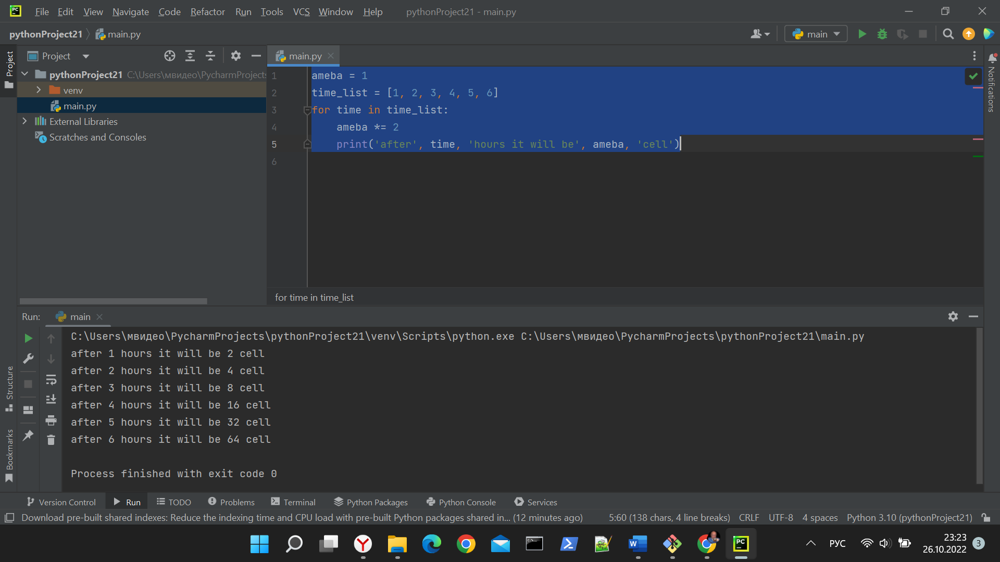 File Edit View Navigate Code Refactor Run Tools VCS Window Help pythonProject21 - main.py
pythonProject21 main.py main
Project
Project
main.py
pythonProject21 C:\Users\мвидео\PycharmProjects
venv
main.py
External Libraries
Scratches and Consoles
1 ameba = 1
2 time_list = [1, 2, 3, 4, 5, 6]
3 for time in time_list:
4 ameba *= 2
5 print('after', time, 'hours it will be', ameba, 'cell')
6
for time in time_list
Notifications
Run: main
C:\Users\мвидео\PycharmProjects\pythonProject21\venv\Scripts\python.exe C:\Users\мвидео\PycharmProjects\pythonProject21\main.py
after 1 hours it will be 2 cell
after 2 hours it will be 4 cell
after 3 hours it will be 8 cell
after 4 hours it will be 16 cell
after 5 hours it will be 32 cell
after 6 hours it will be 64 cell
Process finished with exit code 0
Structure
Bookmarks
Version Control Run TODO Problems Terminal Python Packages Python Console Services
Download pre-built shared indexes: Reduce the indexing time and CPU load with pre-built Python packages shared in... (12 minutes ago) 5:60 (138 chars, 4 line breaks) CRLF UTF-8 4 spaces Python 3.10 (pythonProject21)
РУС
23:23
26.10.2022
3